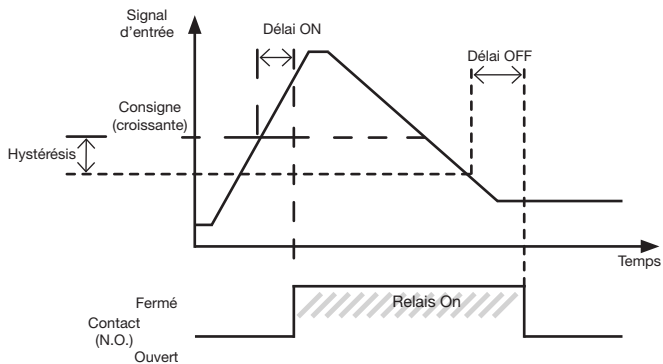 Signal
d'entrée
Délai ON
Délai OFF
Consigne
(croissante)
Hystérésis
Temps
Fermé
Relais On
Contact
(N.O.)
Ouvert